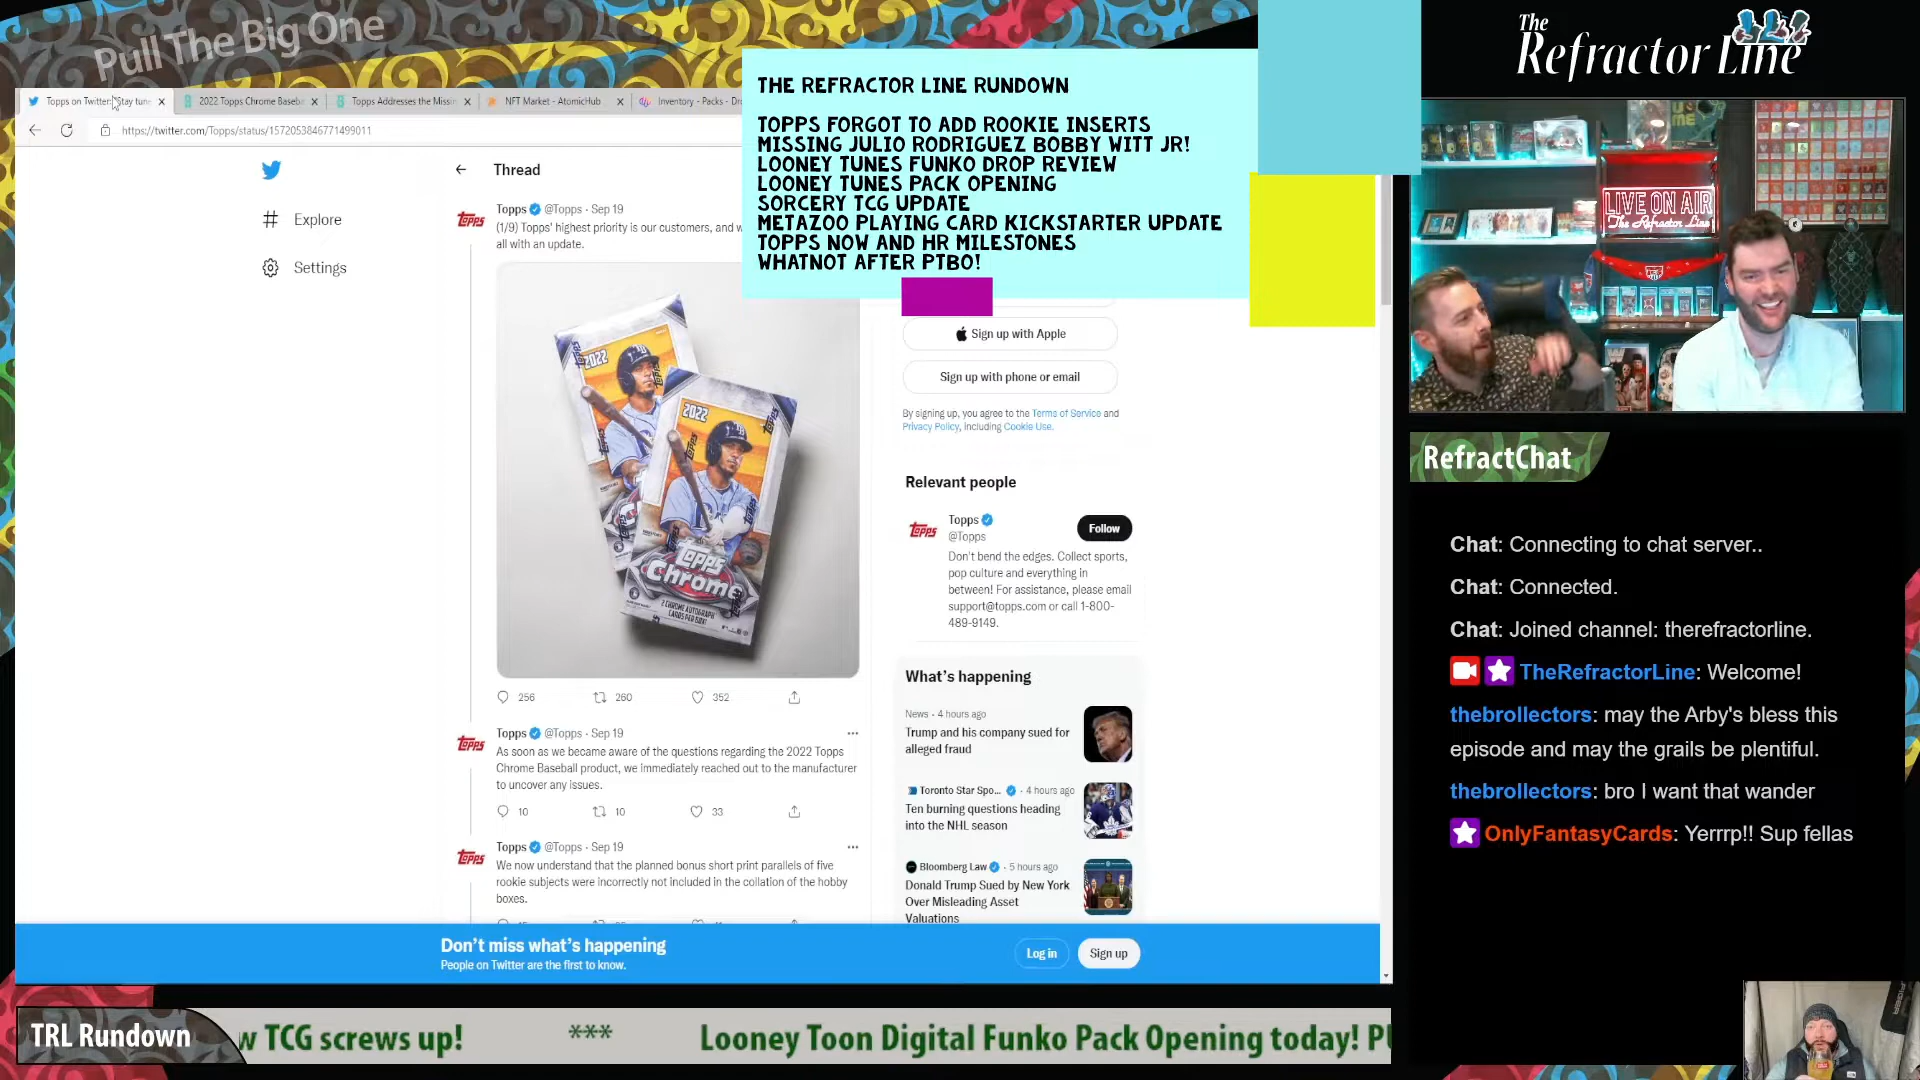 Pull The Big One
Topps on Twitter: "Stay tune
2022 Topps Chrome Baseba
Topps Addresses the Missin
NFT Market - AtomicHub
Inventory - Packs - Dr
https://twitter.com/Topps/status/1572053846771499011
THE REFRACTOR LINE RUNDOWN
TOPPS FORGOT TO ADD ROOKIE INSERTS
MISSING JULIO RODRIGUEZ BOBBY WITT JR!
LOONEY TUNES FUNKO DROP REVIEW
LOONEY TUNES PACK OPENING
SORCERY TCG UPDATE
METAZOO PLAYING CARD KICKSTARTER UPDATE
TOPPS NOW AND HR MILESTONES
WHATNOT AFTER PTBO!
Explore
Settings
Thread
Topps @Topps · Sep 19
(1/9) Topps' highest priority is our customers, and w
all with an update.
2022
2022
Topps
Chrome
2 CHROME AUTOGRAPH
CARDS PER BOX!
256 260 352
Topps @Topps · Sep 19
As soon as we became aware of the questions regarding the 2022 Topps
Chrome Baseball product, we immediately reached out to the manufacturer
to uncover any issues.
10 10 33
Topps @Topps · Sep 19
We now understand that the planned bonus short print parallels of five
rookie subjects were incorrectly not included in the collation of the hobby
boxes.
Sign up with Apple
Sign up with phone or email
By signing up, you agree to the Terms of Service and
Privacy Policy, including Cookie Use.
Relevant people
Topps
@Topps
Follow
Don't bend the edges. Collect sports,
pop culture and everything in
between! For assistance, please email
support@topps.com or call 1-800-
489-9149.
What's happening
News · 4 hours ago
Trump and his company sued for
alleged fraud
Toronto Star Spo... · 4 hours ago
Ten burning questions heading
into the NHL season
Bloomberg Law · 5 hours ago
Donald Trump Sued by New York
Over Misleading Asset
Valuations
Don't miss what's happening
People on Twitter are the first to know.
Log in
Sign up
The
Refractor Line
LIVE ON AIR
The Refractor Line
RefractChat
Chat: Connecting to chat server..
Chat: Connected.
Chat: Joined channel: therefractorline.
TheRefractorLine: Welcome!
thebrollectors: may the Arby's bless this
episode and may the grails be plentiful.
thebrollectors: bro I want that wander
OnlyFantasyCards: Yerrrp!! Sup fellas
TRL Rundown
w TCG screws up! *** Looney Toon Digital Funko Pack Opening today! Pu